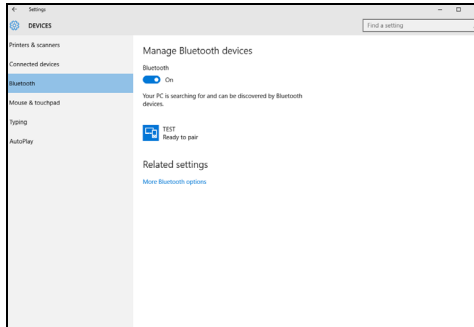 Settings
DEVICES
Find a setting
Printers & scanners
Connected devices
Bluetooth
Mouse & touchpad
Typing
AutoPlay
Manage Bluetooth devices
Bluetooth
On
Your PC is searching for and can be discovered by Bluetooth
devices.
TEST
Ready to pair
Related settings
More Bluetooth options